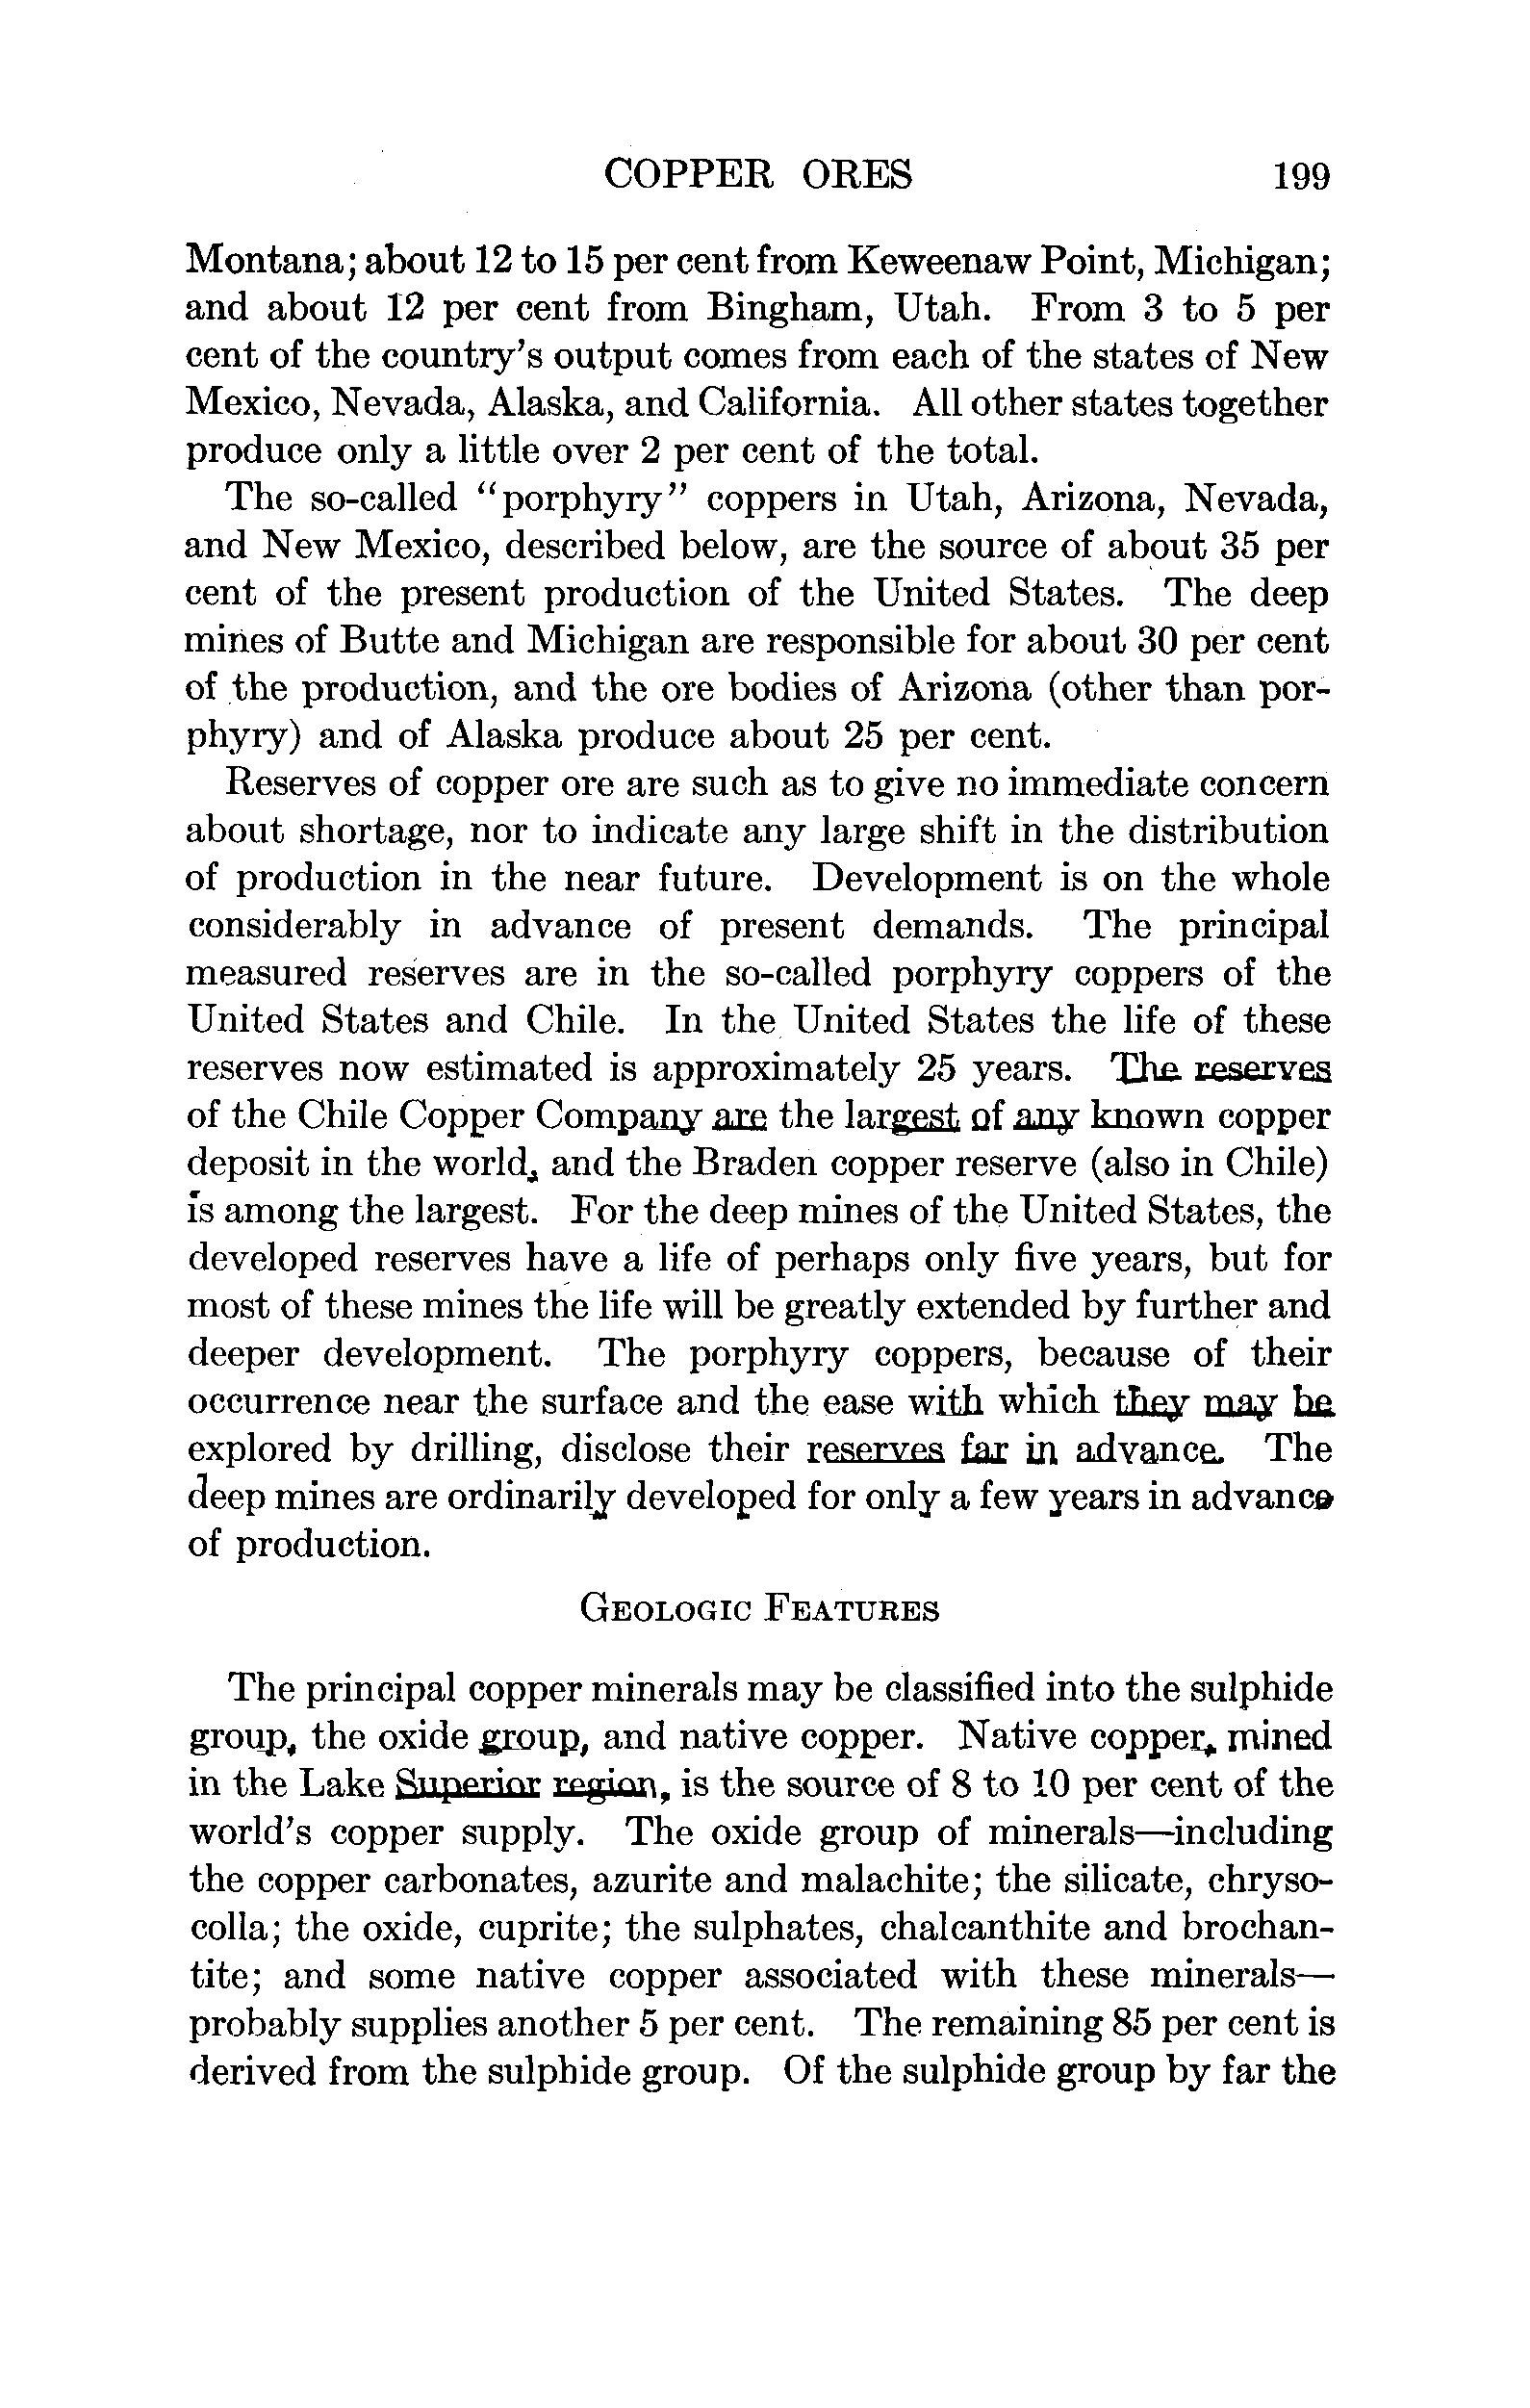 COPPER ORES 199
Montana; about 12 to 15 per cent from Keweenaw Point, Michigan;
and about 12 per cent from Bingham, Utah. From 3 to 5 per
cent of the country's output comes from each of the states of New
Mexico, Nevada, Alaska, and California. All other states together
produce only a little over 2 per cent of the total.
The so-called "porphyry" coppers in Utah, Arizona, Nevada,
and New Mexico, described below, are the source of about 35 per
cent of the present production of the United States. The deep
mines of Butte and Michigan are responsible for about 30 per cent
of the production, and the ore bodies of Arizona (other than por-
phyry) and of Alaska produce about 25 per cent.
Reserves of copper ore are such as to give no immediate concern
about shortage, nor to indicate any large shift in the distribution
of production in the near future. Development is on the whole
considerably in advance of present demands. The principal
measured reserves are in the so-called porphyry coppers of the
United States and Chile. In the United States the life of these
reserves now estimated is approximately 25 years. The reserves
of the Chile Copper Company are the largest of any known copper
deposit in the world, and the Braden copper reserve (also in Chile)
is among the largest. For the deep mines of the United States, the
developed reserves have a life of perhaps only five years, but for
most of these mines the life will be greatly extended by further and
deeper development. The porphyry coppers, because of their
occurrence near the surface and the ease with which they may be
explored by drilling, disclose their reserves far in advance. The
deep mines are ordinarily developed for only a few years in advance
of production.
GEOLOGIC FEATURES
The principal copper minerals may be classified into the sulphide
group, the oxide group, and native copper. Native copper, mined
in the Lake Superior region, is the source of 8 to 10 per cent of the
world's copper supply. The oxide group of minerals—including
the copper carbonates, azurite and malachite; the silicate, chryso-
colla; the oxide, cuprite; the sulphates, chalcanthite and brochan-
tite; and some native copper associated with these minerals—
probably supplies another 5 per cent. The remaining 85 per cent is
derived from the sulphide group. Of the sulphide group by far the